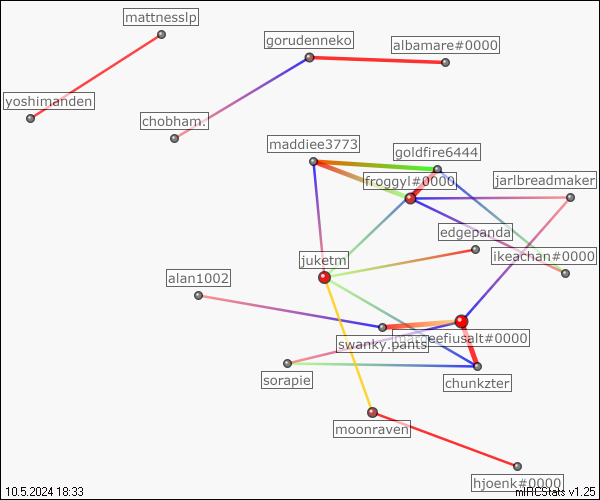 mattnesslp
gorudenneko
albamare#0000
yoshimanden
chobham.
maddiee3773
goldfire6444
froggyl#0000
jarlbreadmaker
edgepanda
juketm
ikeachan#0000
alan1002
swanky.pants
fiusalt#0000
sorapie
chunkzter
moonraven
hjoenk#0000
10.5.2024 18:33
mIRCStats v1.25